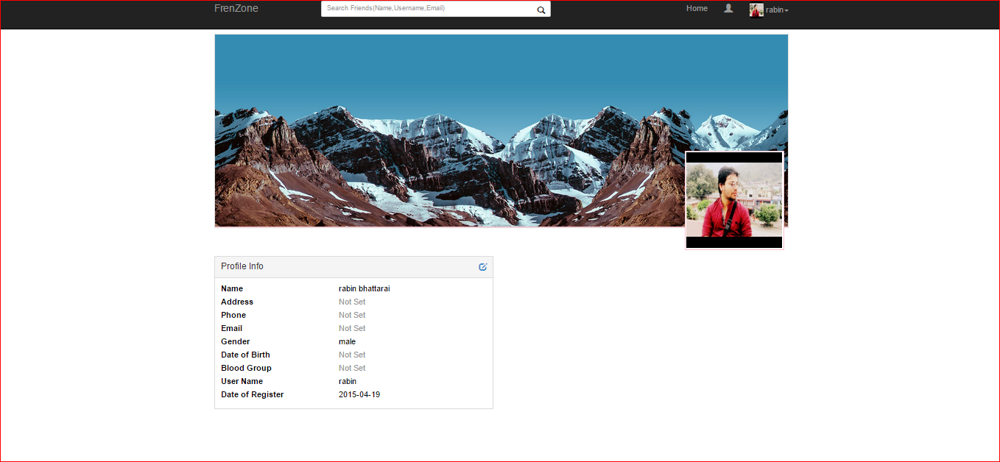 FrenZone
Search Friends(Name,Username,Email)
Home
rabin
Profile Info
Name rabin bhattarai
Address Not Set
Phone Not Set
Email Not Set
Gender male
Date of Birth Not Set
Blood Group Not Set
User Name rabin
Date of Register 2015-04-19